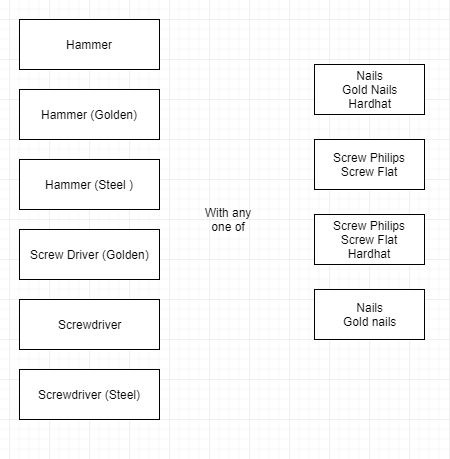 Hammer
Hammer (Golden)
Hammer (Steel )
Screw Driver (Golden)
Screwdriver
Screwdriver (Steel)
With any
one of
Nails
Gold Nails
Hardhat
Screw Philips
Screw Flat
Screw Philips
Screw Flat
Hardhat
Nails
Gold nails